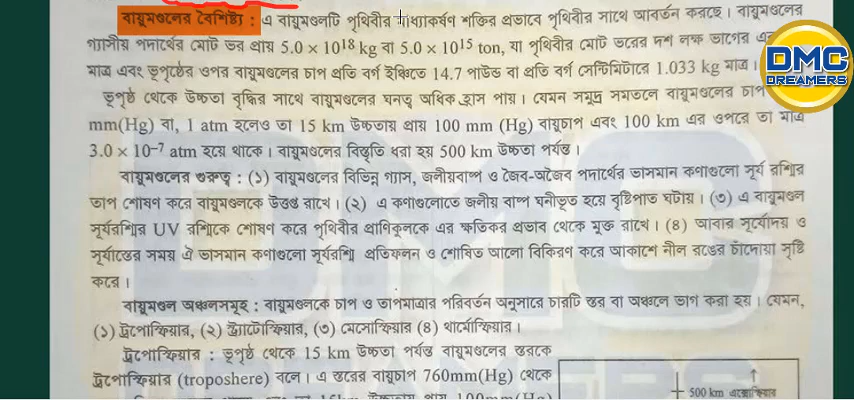 বায়ুমণ্ডলের বৈশিষ্ট্য : এ বায়ুমণ্ডলটি পৃথিবীর মাধ্যাকর্ষণ শক্তির প্রভাবে পৃথিবীর সাথে আবর্তন করছে। বায়ুমণ্ডলের
গ্যাসীয় পদার্থের মোট ভর প্রায় 5.0 × 10¹⁸ kg বা 5.0 × 10¹⁵ ton, যা পৃথিবীর মোট ভরের দশ লক্ষ ভাগের
মাত্র এবং ভূপৃষ্ঠের ওপর বায়ুমণ্ডলের চাপ প্রতি বর্গ ইঞ্চিতে 14.7 পাউন্ড বা প্রতি বর্গ সেন্টিমিটারে 1.033 kg মাত্র।
DMC
DREAMERS
ভূপৃষ্ঠ থেকে উচ্চতা বৃদ্ধির সাথে বায়ুমণ্ডলের ঘনত্ব অধিক হ্রাস পায়। যেমন সমুদ্র সমতলে বায়ুমণ্ডলের চাপ
mm(Hg) বা, 1 atm হলেও তা 15 km উচ্চতায় প্রায় 100 mm (Hg) বায়ুচাপ এবং 100 km এর ওপরে তা মাত্র
3.0 × 10⁻⁷ atm হয়ে থাকে। বায়ুমণ্ডলের বিস্তৃতি ধরা হয় 500 km উচ্চতা পর্যন্ত।
বায়ুমণ্ডলের গুরুত্ব : (১) বায়ুমণ্ডলের বিভিন্ন গ্যাস, জলীয়বাষ্প ও জৈব-অজৈব পদার্থের ভাসমান কণাগুলো সূর্য রশ্মির
তাপ শোষণ করে বায়ুমণ্ডলকে উত্তপ্ত রাখে। (২) এ কণাগুলোতে জলীয় বাষ্প ঘনীভূত হয়ে বৃষ্টিপাত ঘটায়। (৩) এ বায়ুমণ্ডল
সূর্যরশ্মির UV রশ্মিকে শোষণ করে পৃথিবীর প্রাণিকুলকে এর ক্ষতিকর প্রভাব থেকে মুক্ত রাখে। (৪) আবার সূর্যোদয় ও
সূর্যাস্তের সময় ঐ ভাসমান কণাগুলো সূর্যরশ্মি প্রতিফলন ও শোষিত আলো বিকিরণ করে আকাশে নীল রঙের চাঁদোয়া সৃষ্টি
করে।
বায়ুমণ্ডল অঞ্চলসমূহ : বায়ুমণ্ডলকে চাপ ও তাপমাত্রার পরিবর্তন অনুসারে চারটি স্তর বা অঞ্চলে ভাগ করা হয়। যেমন,
(১) ট্রপোস্ফিয়ার, (২) স্ট্র্যাটোস্ফিয়ার, (৩) মেসোস্ফিয়ার (৪) থার্মোস্ফিয়ার।
ট্রপোস্ফিয়ার : ভূপৃষ্ঠ থেকে 15 km উচ্চতা পর্যন্ত বায়ুমণ্ডলের স্তরকে
ট্রপোস্ফিয়ার (troposhere) বলে। এ স্তরের বায়ুচাপ 760mm(Hg) থেকে
500 km এক্সোস্ফিয়ার